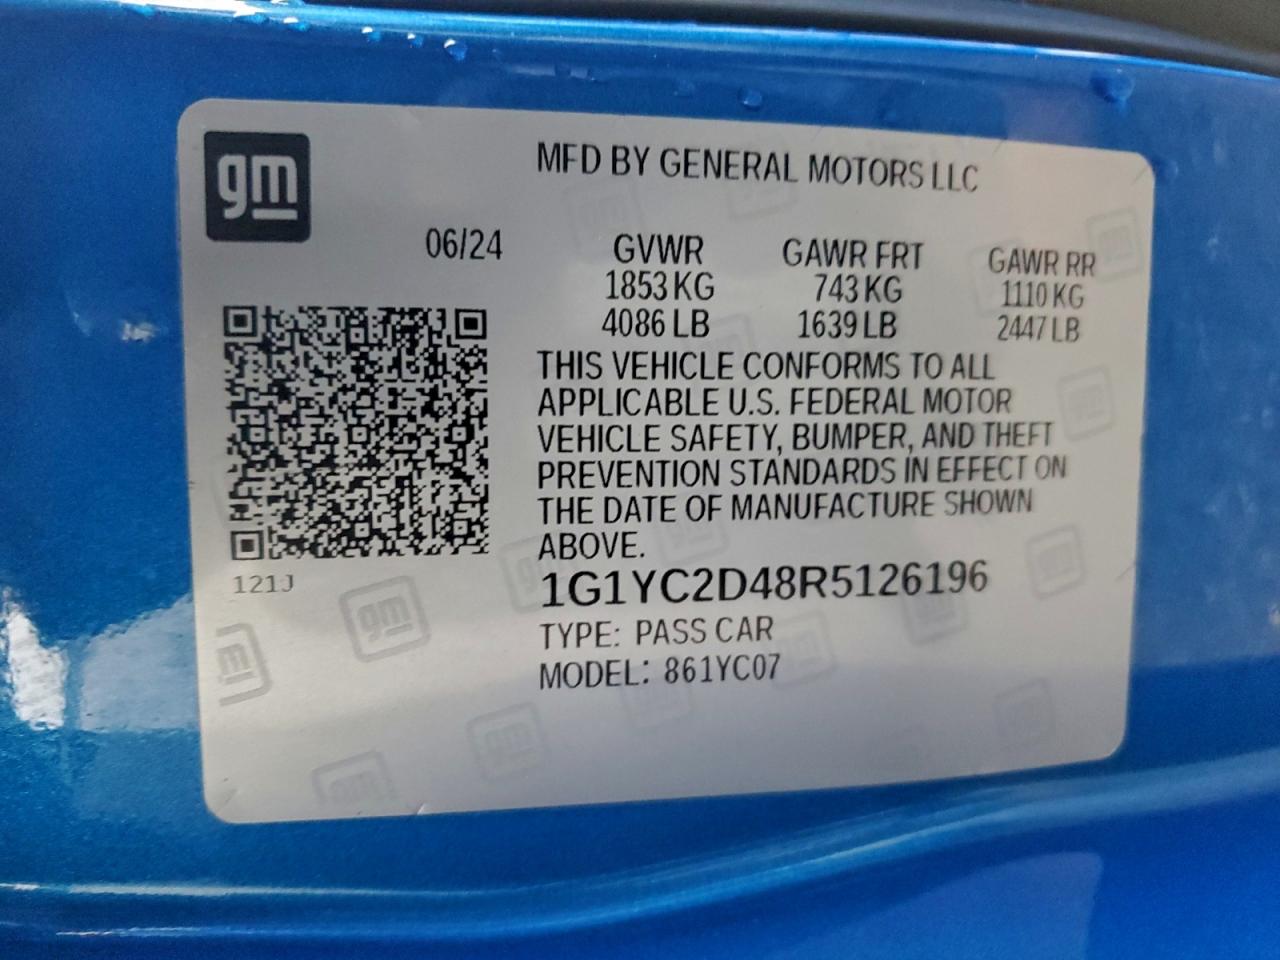 gm
MFD BY GENERAL MOTORS LLC
06/24
GVWR GAWR FRT GAWR RR
1853 KG 743 KG 1110 KG
4086 LB 1639 LB 2447 LB
THIS VEHICLE CONFORMS TO ALL
APPLICABLE U.S. FEDERAL MOTOR
VEHICLE SAFETY, BUMPER, AND THEFT
PREVENTION STANDARDS IN EFFECT ON
THE DATE OF MANUFACTURE SHOWN
ABOVE.
121J
1G1YC2D48R5126196
TYPE: PASS CAR
MODEL: 861YC07